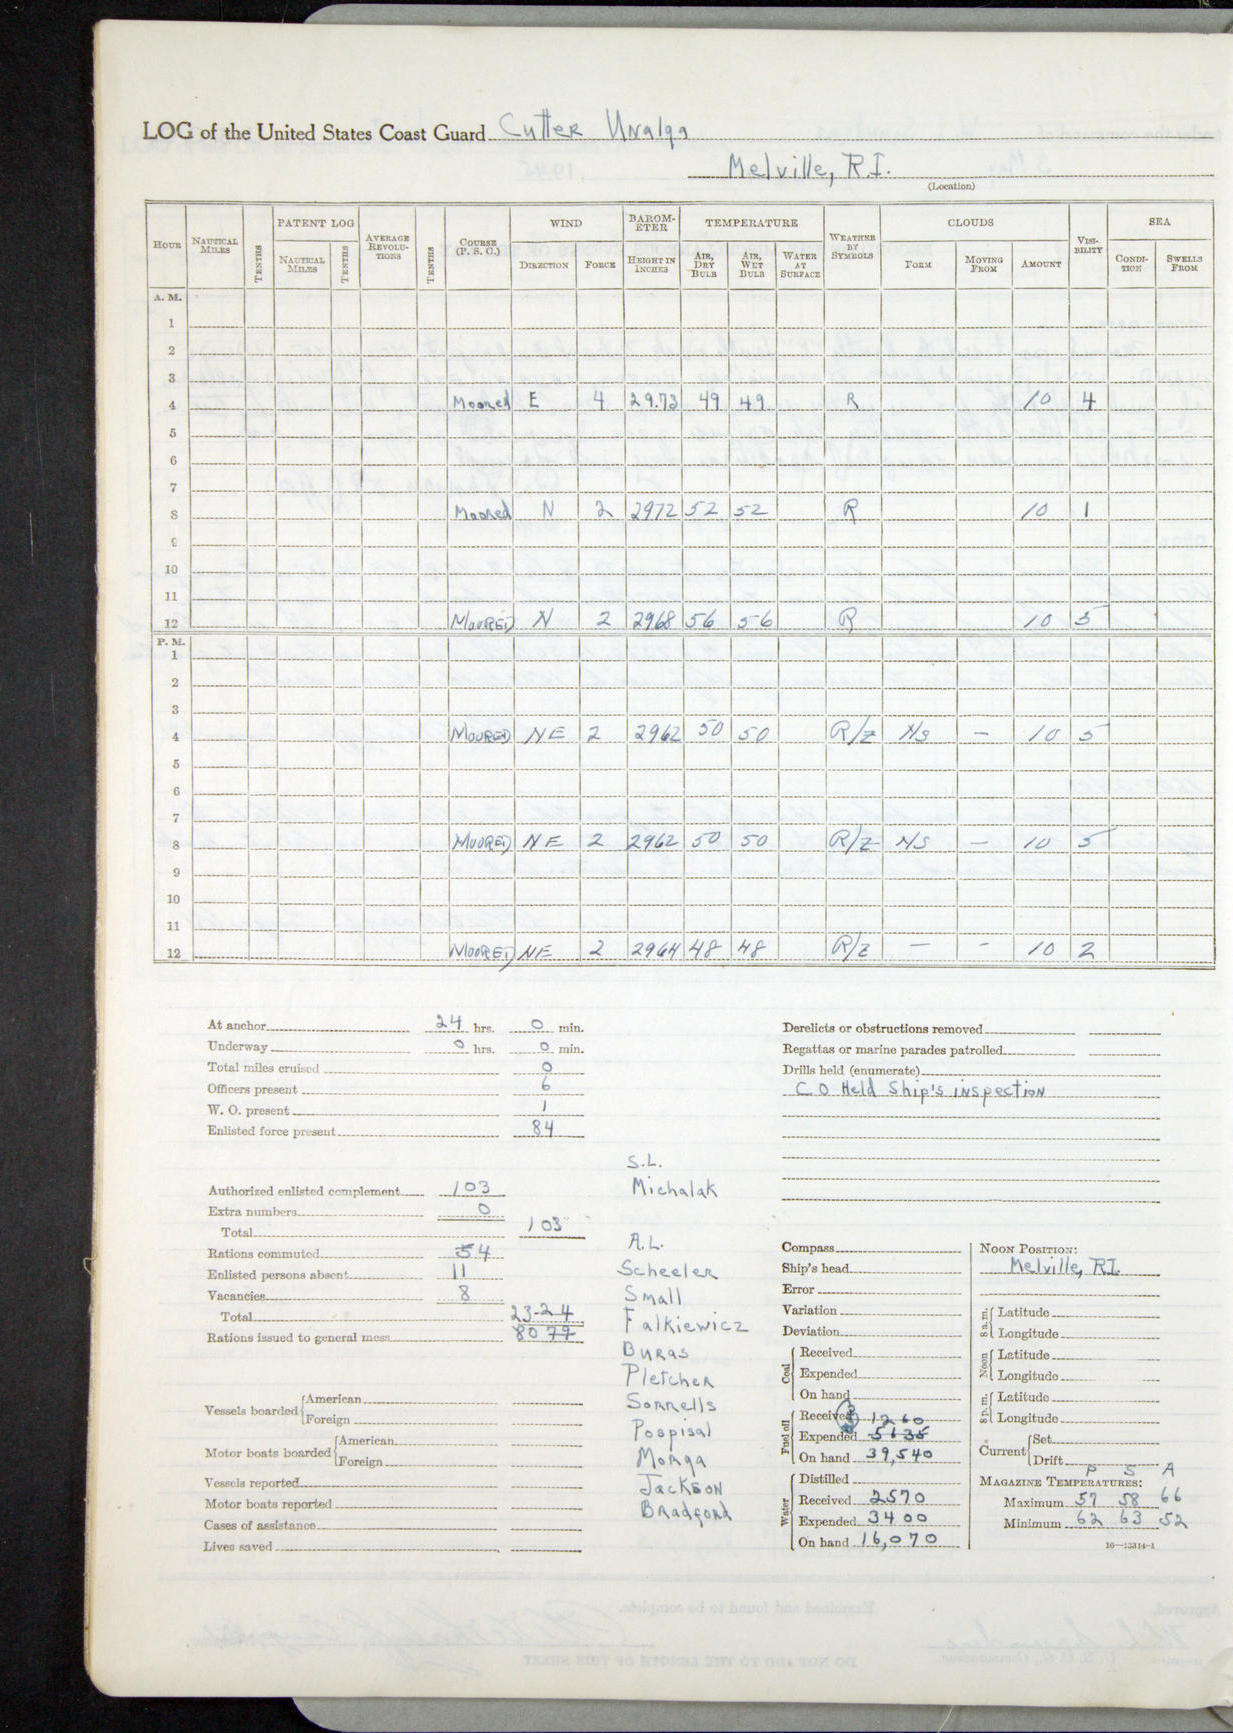 LOG of the United States Coast Guard Cutter Unalga
Melville, R.I.
(Location)
HOUR NAUTICAL MILES TENTHS PATENT LOG NAUTICAL MILES TENTHS AVERAGE REVOLU-TIONS TENTHS COURSE (P. S. C.) WIND DIRECTION FORCE BAROM-ETER HEIGHT IN INCHES TEMPERATURE AIR, DRY BULB AIR, WET BULB WATER AT SURFACE WEATHER BY SYMBOLS CLOUDS FORM MOVING FROM AMOUNT VISI-BILITY SEA CONDI-TION SWELLS FROM
A. M.
1
2
3
4 Moored E 4 29.73 49 49 R 10 4
5
6
7
8 Moored N 2 2972 52 52 R 10 1
9
10
11
12 MOORED N 2 2968 56 56 R 10 5
P. M.
1
2
3
4 MOORED NE 2 2962 50 50 R/z Ns — 10 5
5
6
7
8 MOORED NE 2 2962 50 50 R/z NS — 10 5
9
10
11
12 MOORED NE 2 2964 48 48 R/z — — 10 2
At anchor 24 hrs. 0 min.
Underway 0 hrs. 0 min.
Total miles cruised 0
Officers present 6
W. O. present 1
Enlisted force present 84
Authorized enlisted complement 103
Extra numbers 0
Total 103
Rations commuted 54
Enlisted persons absent 11
Vacancies 8
Total 23 24
Rations issued to general mess 80 79
Vessels boarded American
Foreign
Motor boats boarded American
Foreign
Vessels reported
Motor boats reported
Cases of assistance
Lives saved
S.L.
Michalak
A.L.
Scheeler
Small
Falkiewicz
Buras
Pletcher
Sorrells
Pospisal
Morga
Jackson
Bradford
Derelicts or obstructions removed
Regattas or marine parades patrolled
Drills held (enumerate)
C O Held Ship's inspection
Compass
Ship's head
Error
Variation
Deviation
Coal
Received
Expended
On hand
Fuel oil
Received 1260
Expended 5135
On hand 39,540
Water
Distilled
Received 2570
Expended 3400
On hand 16,070
NOON POSITION:
Melville, R.I.
8 a.m. Latitude
Longitude
Noon Latitude
Longitude
8 p.m. Latitude
Longitude
Current Set
Drift
P S A
MAGAZINE TEMPERATURES:
Maximum 57 58 66
Minimum 62 63 52
16—13314-1